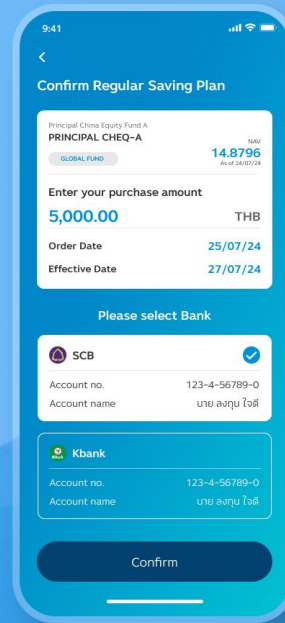 9:41
Confirm Regular Saving Plan
Principal China Equity Fund A
PRINCIPAL CHEQ-A
NAV
GLOBAL FUND
14.8796
As of 24/07/24
Enter your purchase amount
5,000.00 THB
Order Date 25/07/24
Effective Date 27/07/24
Please select Bank
SCB
Account no. 123-4-56789-0
Account name นาย ลงทุน ใจดี
Kbank
Account no. 123-4-56789-0
Account name นาย ลงทุน ใจดี
Confirm